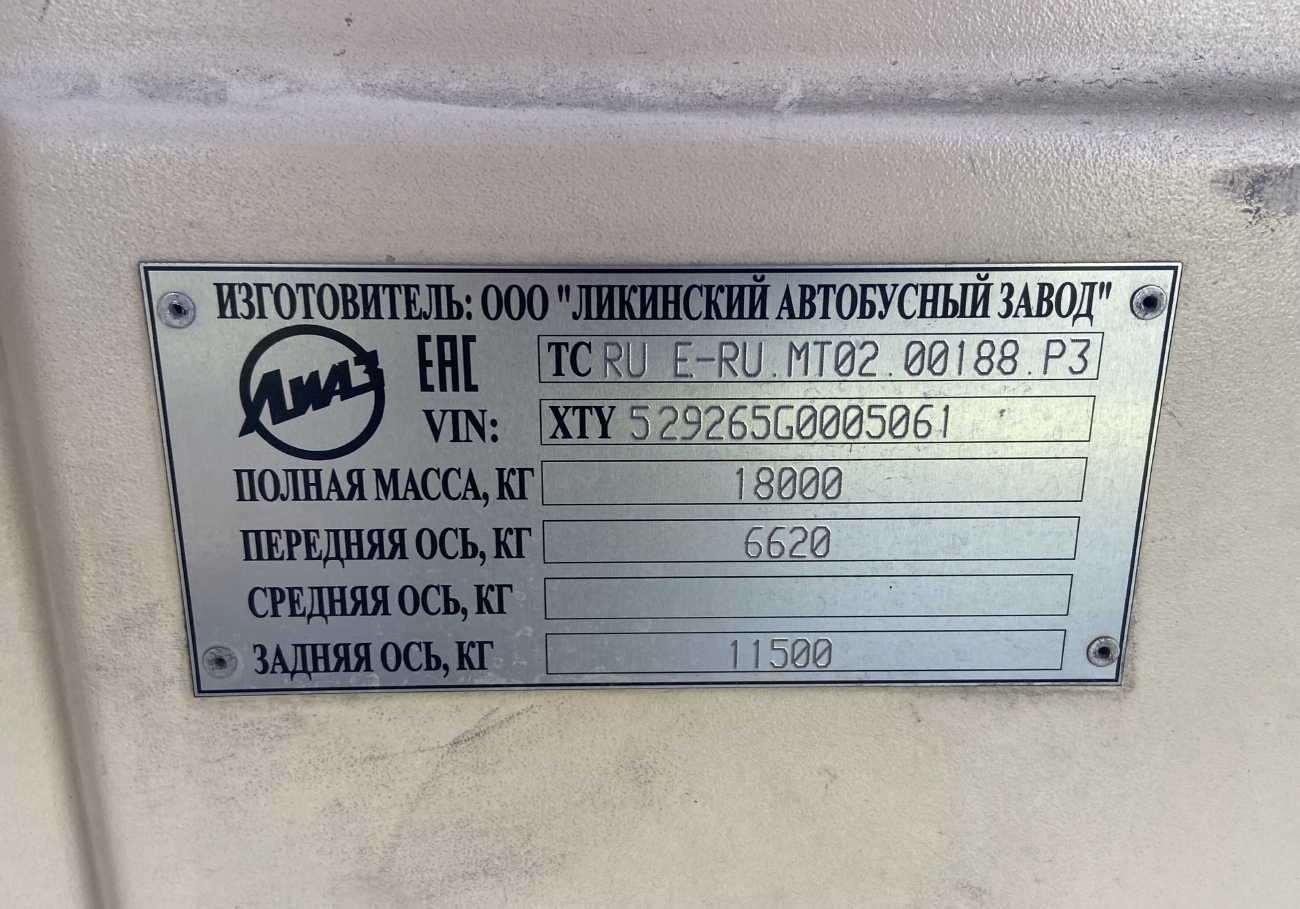 ИЗГОТОВИТЕЛЬ: ООО "ЛИКИНСКИЙ АВТОБУСНЫЙ ЗАВОД"
ЛИАЗ
ЕАС ТС RU E-RU.MT02.00188.P3
VIN: XTY 529265G0005061
ПОЛНАЯ МАССА, КГ 18000
ПЕРЕДНЯЯ ОСЬ, КГ 6620
СРЕДНЯЯ ОСЬ, КГ
ЗАДНЯЯ ОСЬ, КГ 11500